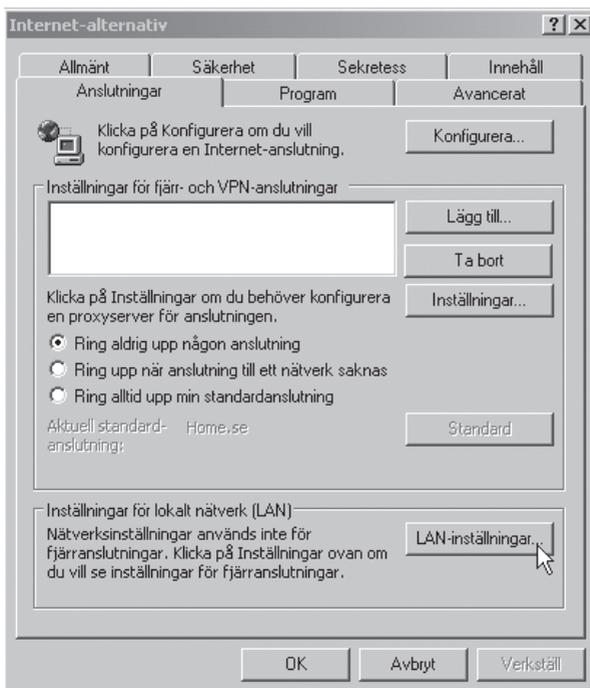 Internet-alternativ
Allmänt Säkerhet Sekretess Innehåll
Anslutningar Program Avancerat
Klicka på Konfigurera om du vill
konfigurera en Internet-anslutning.
Konfigurera...
Inställningar för fjärr- och VPN-anslutningar
Lägg till...
Ta bort
Klicka på Inställningar om du behöver konfigurera
en proxyserver för anslutningen.
Inställningar...
Ring aldrig upp någon anslutning
Ring upp när anslutning till ett nätverk saknas
Ring alltid upp min standardanslutning
Aktuell standard-
anslutning:
Home.se
Standard
Inställningar för lokalt nätverk (LAN)
Nätverksinställningar används inte för
fjärranslutningar. Klicka på Inställningar ovan om
du vill se inställningar för fjärranslutningar.
LAN-inställningar...
OK Avbryt Verkställ